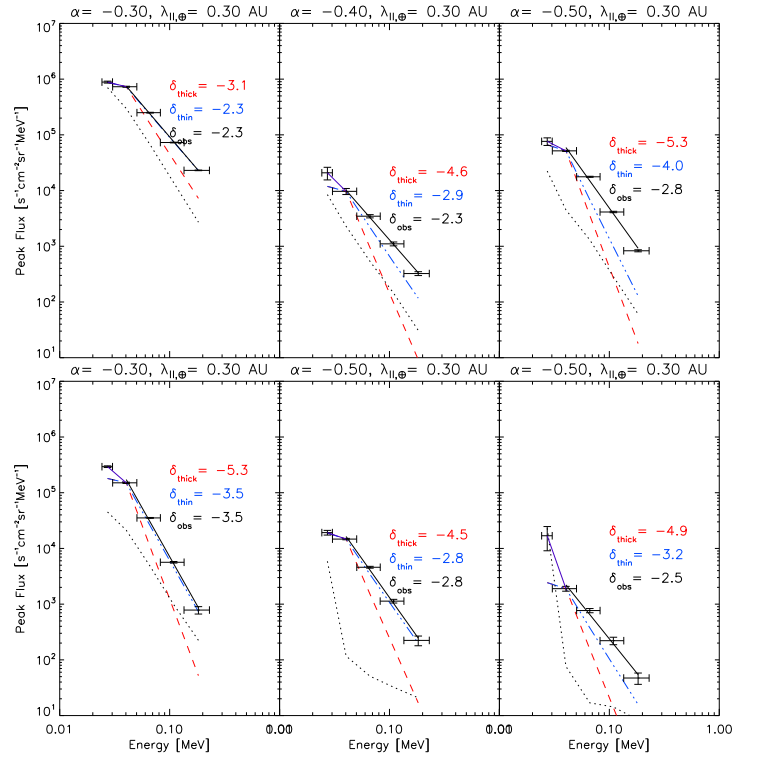 α= −0.30, λ||,⊕= 0.30 AU
α= −0.40, λ||,⊕= 0.30 AU
α= −0.50, λ||,⊕= 0.30 AU
Peak Flux [s⁻¹cm⁻²sr⁻¹MeV⁻¹]
10⁷
10⁶
10⁵
10⁴
10³
10²
10¹
δthick= −3.1
δthin= −2.3
δobs= −2.3
δthick= −4.6
δthin= −2.9
δobs= −2.3
δthick= −5.3
δthin= −4.0
δobs= −2.8
α= −0.30, λ||,⊕= 0.30 AU
α= −0.50, λ||,⊕= 0.30 AU
α= −0.50, λ||,⊕= 0.30 AU
Peak Flux [s⁻¹cm⁻²sr⁻¹MeV⁻¹]
10⁷
10⁶
10⁵
10⁴
10³
10²
10¹
δthick= −5.3
δthin= −3.5
δobs= −3.5
δthick= −4.5
δthin= −2.8
δobs= −2.8
δthick= −4.9
δthin= −3.2
δobs= −2.5
0.01 0.10 0.10 0.10 1.00
Energy [MeV] Energy [MeV] Energy [MeV]